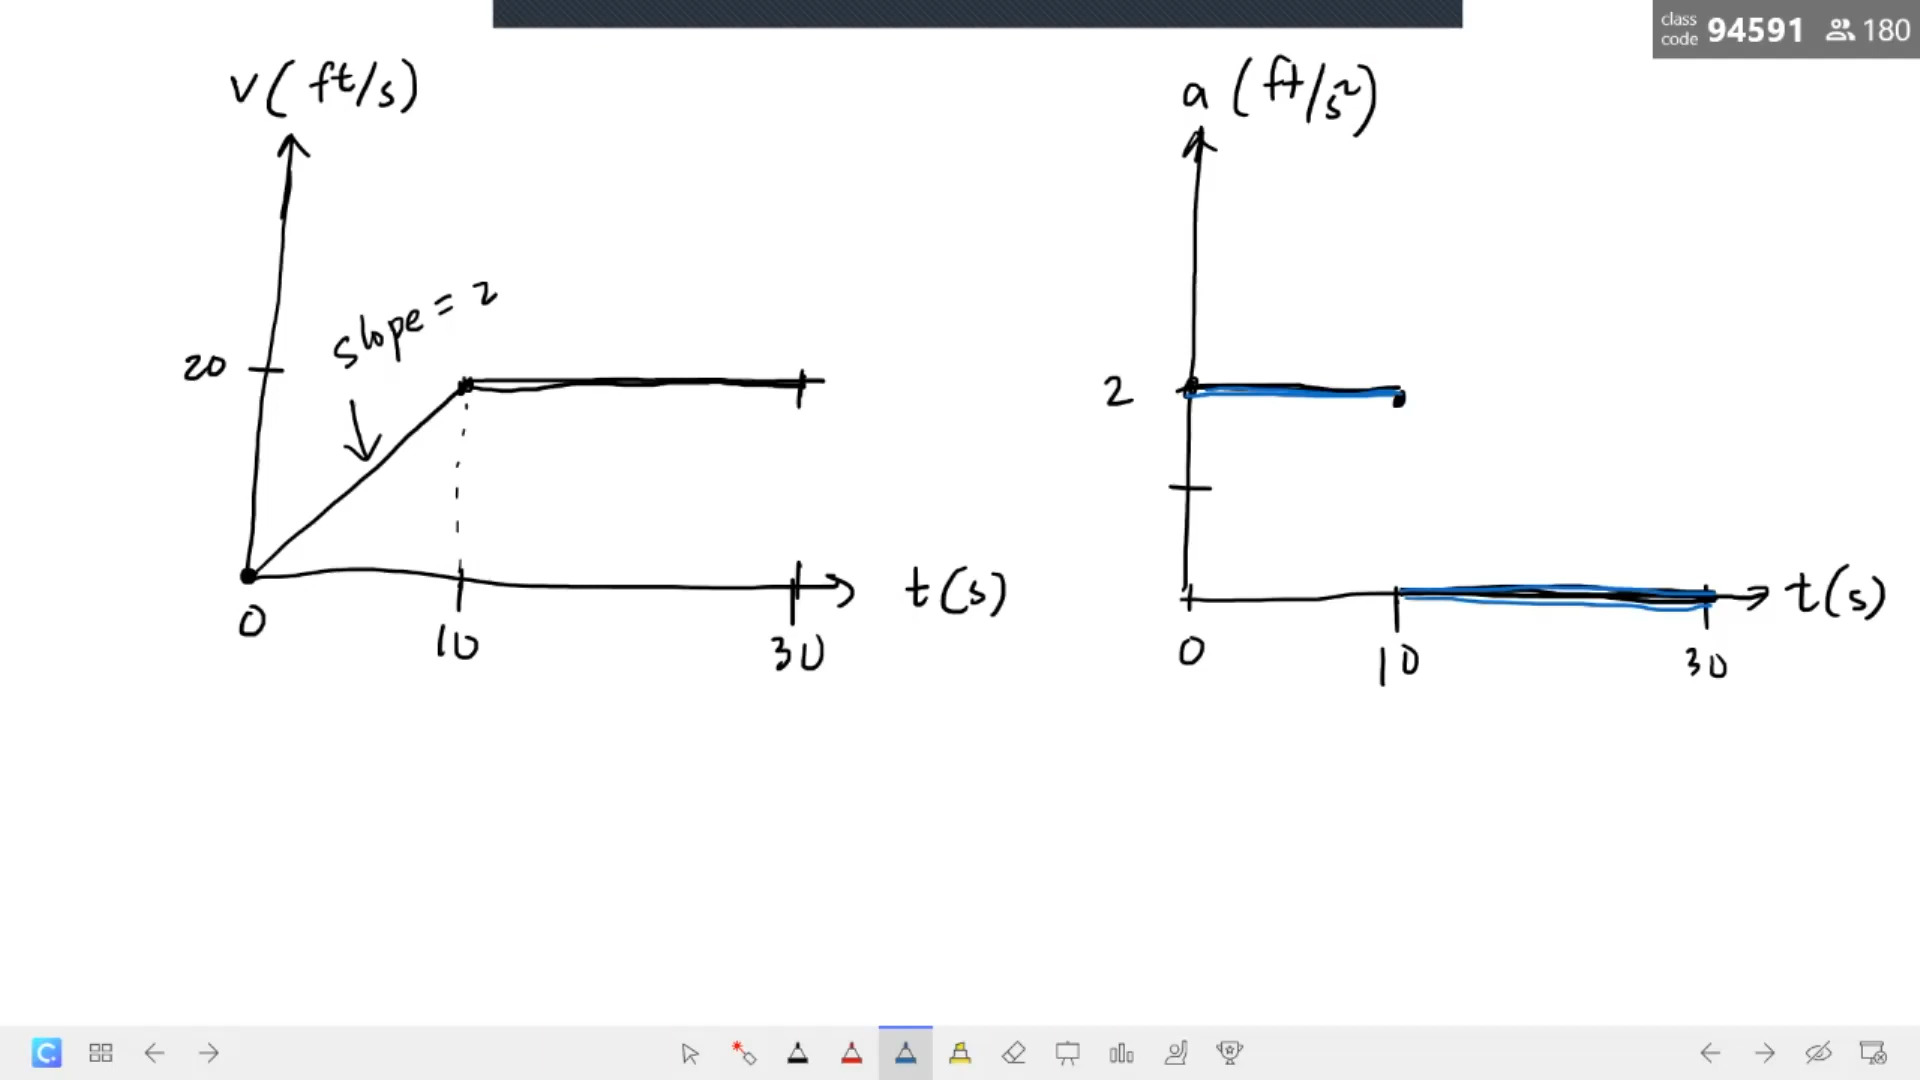 class code 94591 180
v (ft/s)
a (ft/s²)
slope = 2
20
2
t(s)
t(s)
0
10
30
0
10
30